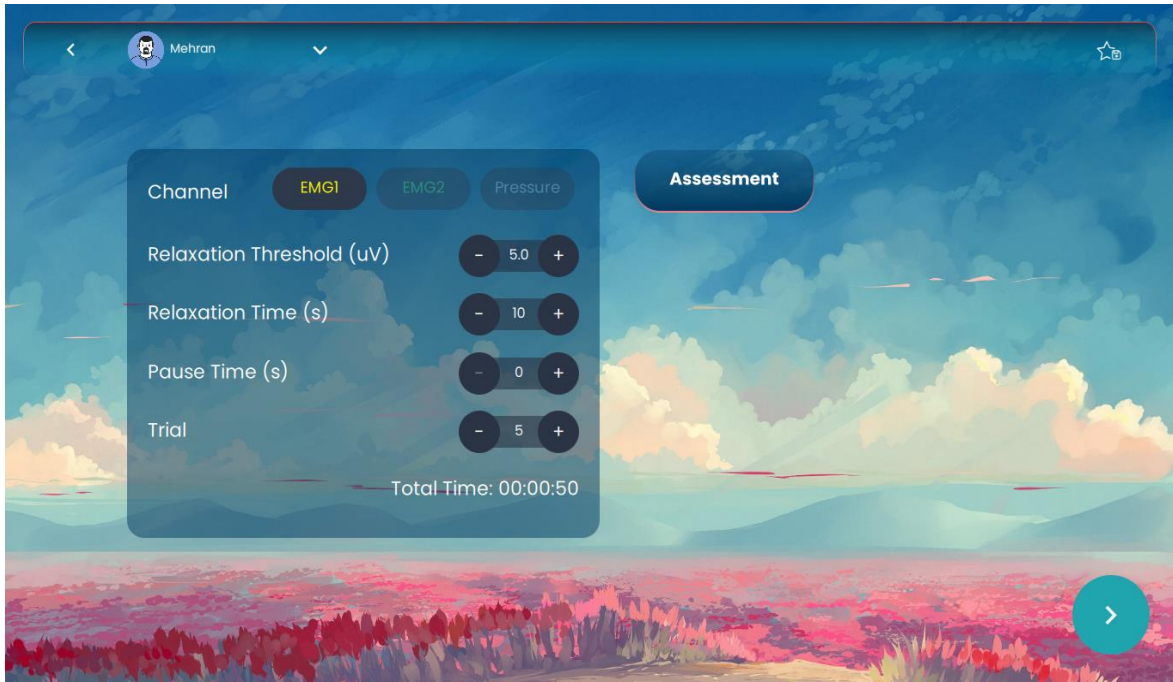 Mehran
Channel EMG1 EMG2 Pressure
Assessment
Relaxation Threshold (uV) - 5.0 +
Relaxation Time (s) - 10 +
Pause Time (s) - 0 +
Trial - 5 +
Total Time: 00:00:50